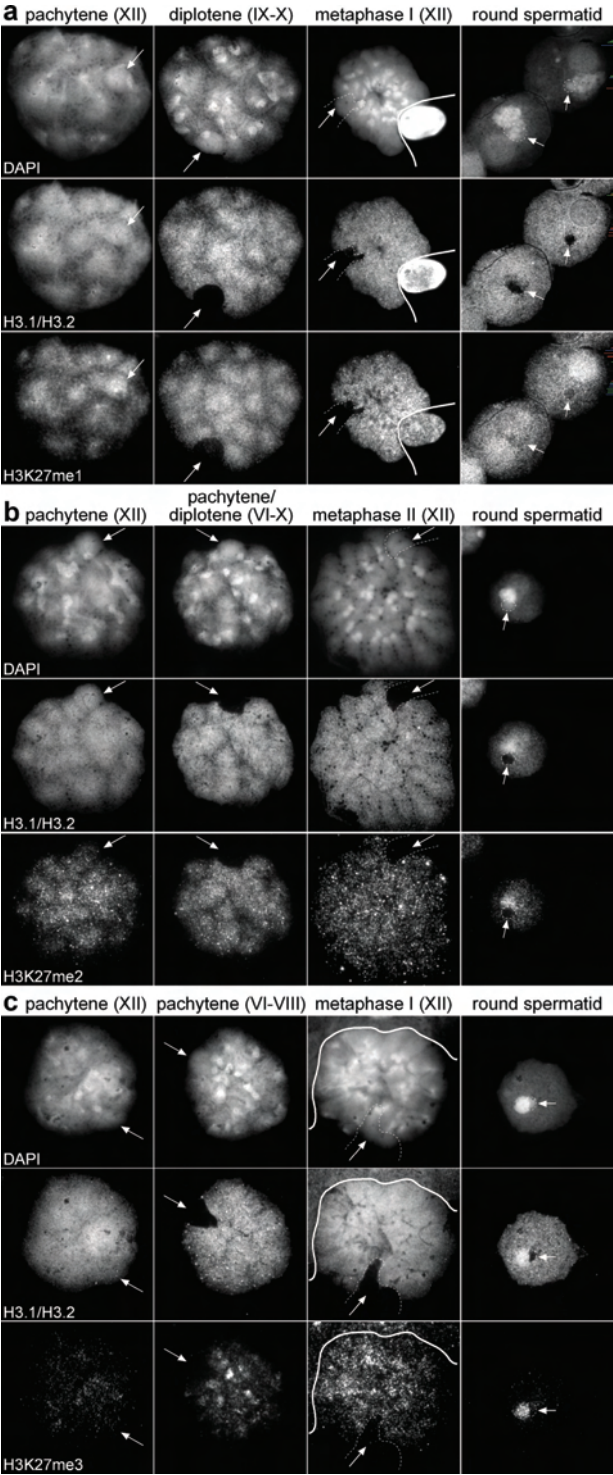 a pachytene (XII) diplotene (IX-X) metaphase I (XII) round spermatid
DAPI
H3.1/H3.2
H3K27me1
pachytene/
b pachytene (XII) diplotene (VI-X) metaphase II (XII) round spermatid
DAPI
H3.1/H3.2
H3K27me2
c pachytene (XII) pachytene (VI-VIII) metaphase I (XII) round spermatid
DAPI
H3.1/H3.2
H3K27me3